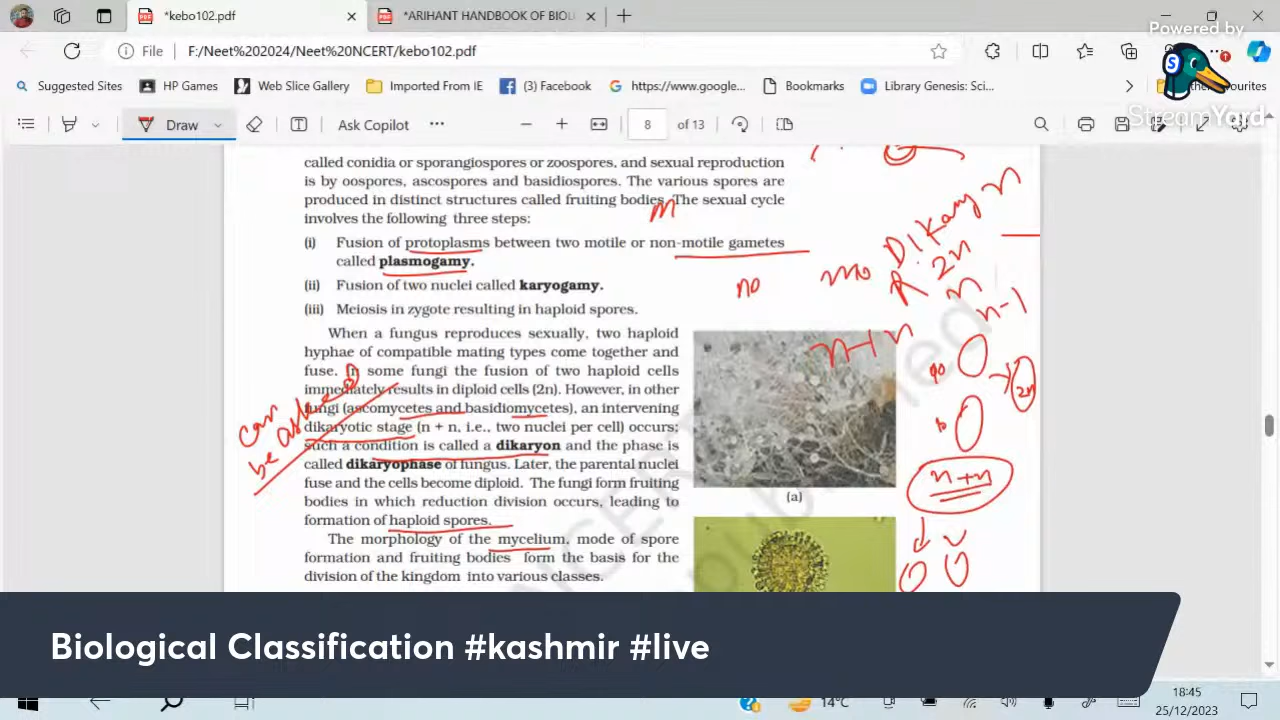 *kebo102.pdf
*ARIHANT HANDBOOK OF BIOL
Powered by
StreamYard
File
F:/Neet%202024/Neet%20NCERT/kebo102.pdf
Suggested Sites
HP Games
Web Slice Gallery
Imported From IE
(3) Facebook
https://www.google...
Bookmarks
Library Genesis: Sci...
Draw
Ask Copilot
8 of 13
called conidia or sporangiospores or zoospores, and sexual reproduction
is by oospores, ascospores and basidiospores. The various spores are
produced in distinct structures called fruiting bodies. The sexual cycle
involves the following three steps:
m
(i) Fusion of protoplasms between two motile or non-motile gametes
called plasmogamy.
(ii) Fusion of two nuclei called karyogamy.
(iii) Meiosis in zygote resulting in haploid spores.
no
2n
n
n-1
n+n
When a fungus reproduces sexually, two haploid
hyphae of compatible mating types come together and
fuse. In some fungi the fusion of two haploid cells
immediately results in diploid cells (2n). However, in other
fungi (ascomycetes and basidiomycetes), an intervening
dikaryotic stage (n + n, i.e., two nuclei per cell) occurs;
such a condition is called a dikaryon and the phase is
called dikaryophase of fungus. Later, the parental nuclei
fuse and the cells become diploid. The fungi form fruiting
bodies in which reduction division occurs, leading to
formation of haploid spores.
The morphology of the mycelium, mode of spore
formation and fruiting bodies form the basis for the
division of the kingdom into various classes.
can
be asked
2n
n+n
(a)
Biological Classification #kashmir #live
14°C
18:45
25/12/2023